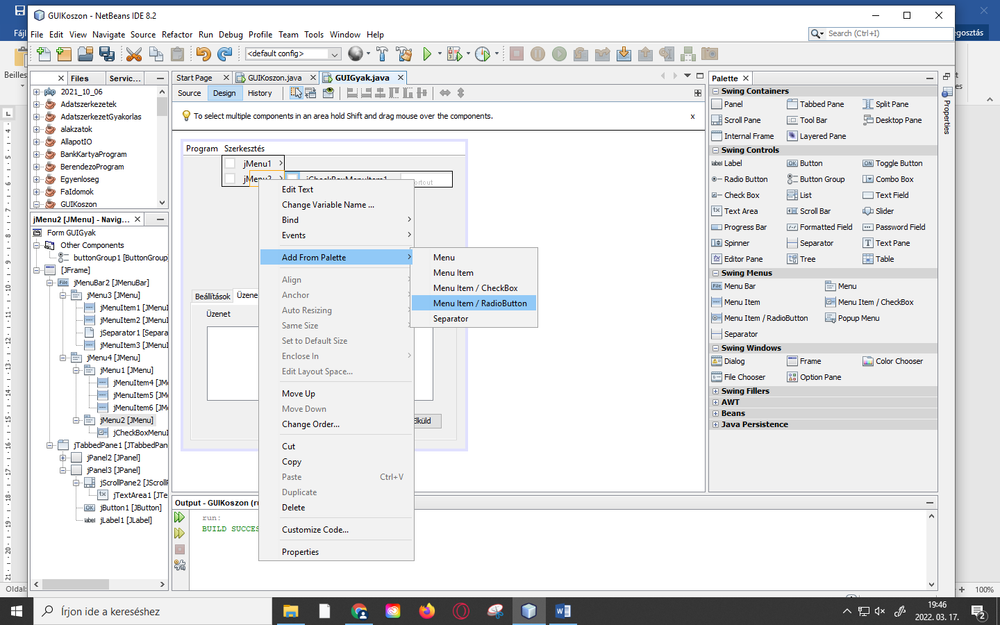 GUIKoszon - NetBeans IDE 8.2
Fájl
File Edit View Navigate Source Refactor Run Debug Profile Team Tools Window Help
Search (Ctrl+I)
egosztás
<default config>
Beilles
Files Servic...
Start Page GUIKoszon.java GUIGyak.java
Palette
Source Design History
To select multiple components in an area hold Shift and drag mouse over the components. x
2021_10_06
Adatszerkezetek
AdatszerkezetGyakorlas
alakzatok
AllapotIO
BankKartyaProgram
BerendezoProgram
Egyenloseg
FaIdomok
GUIKoszon
jMenu2 [JMenu] - Navig...
Form GUIGyak
Other Components
buttonGroup1 [ButtonGroup
[JFrame]
jMenuBar2 [JMenuBar]
jMenu3 [JMenu]
jMenuItem1 [JMenuI
jMenuItem2 [JMenuI
jSeparator1 [Separa
jMenuItem3 [JMenuI
jMenu4 [JMenu]
jMenu1 [JMenu]
jMenuItem4 [JMe
jMenuItem5 [JMe
jMenuItem6 [JMe
jMenu2 [JMenu]
jCheckBoxMenuI
jTabbedPane1 [JTabbedPan
jPanel2 [JPanel]
jPanel3 [JPanel]
jScrollPane2 [JScrollP
jTextArea1 [JTe
jButton1 [JButton]
jLabel1 [JLabel]
Program Szerkesztés
jMenu1
jMenu2 jCheckBoxMenuItem1 ortcut
Edit Text
Change Variable Name ...
Bind
Events
Add From Palette
Align
Anchor
Auto Resizing
Same Size
Set to Default Size
Enclose In
Edit Layout Space...
Move Up
Move Down
Change Order...
Cut
Copy
Paste Ctrl+V
Duplicate
Delete
Customize Code...
Properties
Menu
Menu Item
Menu Item / CheckBox
Menu Item / RadioButton
Separator
Beállítások Üzene
Üzenet
Elküld
Output - GUIKoszon (ru
run:
BUILD SUCCES
Swing Containers
Panel Tabbed Pane Split Pane
Scroll Pane Tool Bar Desktop Pane
Internal Frame Layered Pane
Swing Controls
label Label OK Button ON Toggle Button
Radio Button Button Group Combo Box
Check Box List Text Field
Text Area Scroll Bar Slider
Progress Bar Formatted Field Password Field
Spinner Separator Text Pane
Editor Pane Tree Table
Swing Menus
Menu Bar Menu
Menu Item Menu Item / CheckBox
Menu Item / RadioButton Popup Menu
Separator
Swing Windows
Dialog Frame Color Chooser
File Chooser Option Pane
Swing Fillers
AWT
Beans
Java Persistence
Properties
Oldal:
100%
Írjon ide a kereséshez
19:46
2022. 03. 17.
2